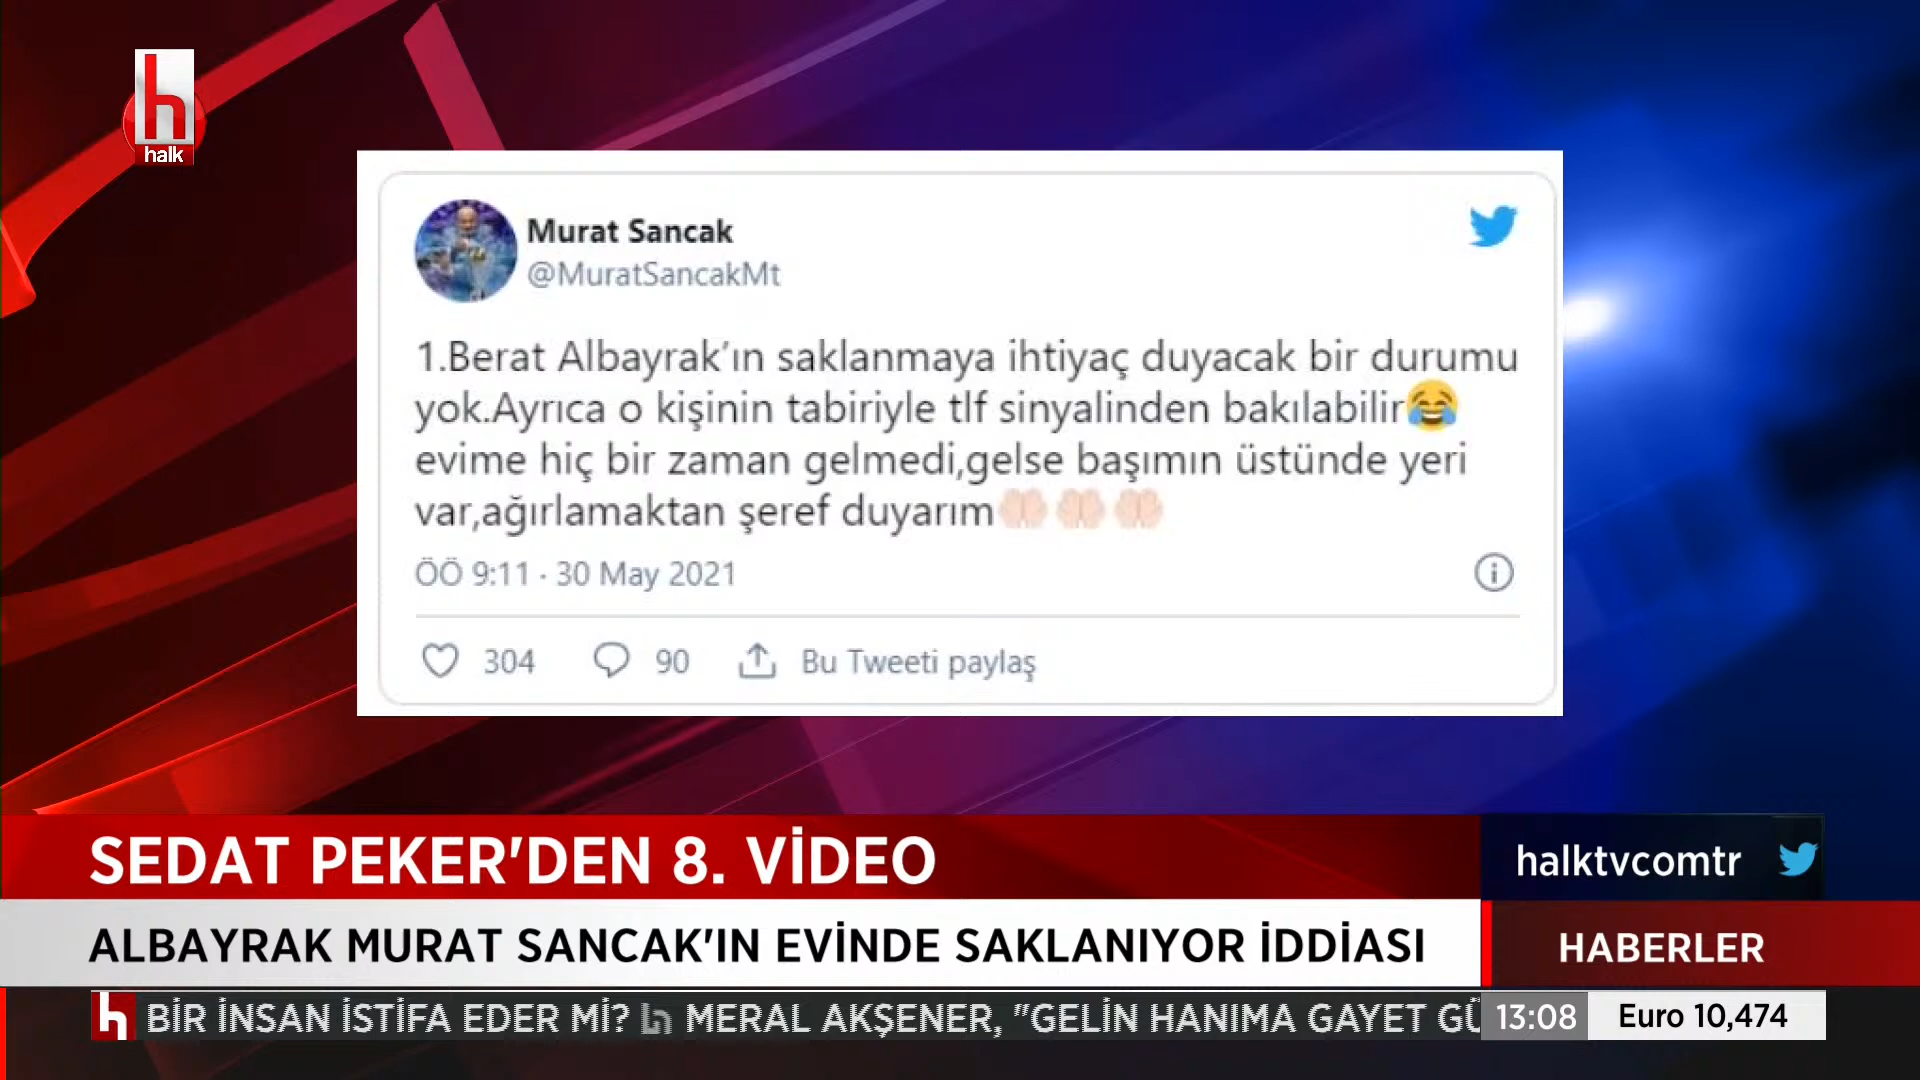 h
halk
Murat Sancak
@MuratSancakMt
1.Berat Albayrak'ın saklanmaya ihtiyaç duyacak bir durumu
yok.Ayrıca o kişinin tabiriyle tlf sinyalinden bakılabilir😂
evime hiç bir zaman gelmedi,gelse başımın üstünde yeri
var,ağırlamaktan şeref duyarım🤲🏻🤲🏻🤲🏻
ÖÖ 9:11 · 30 May 2021
304 90 Bu Tweeti paylaş
SEDAT PEKER'DEN 8. VİDEO
halktvcomtr
ALBAYRAK MURAT SANCAK'IN EVİNDE SAKLANIYOR İDDİASI
HABERLER
h BİR İNSAN İSTİFA EDER Mİ? h MERAL AKŞENER, "GELİN HANIMA GAYET GÜ
13:08
Euro 10,474